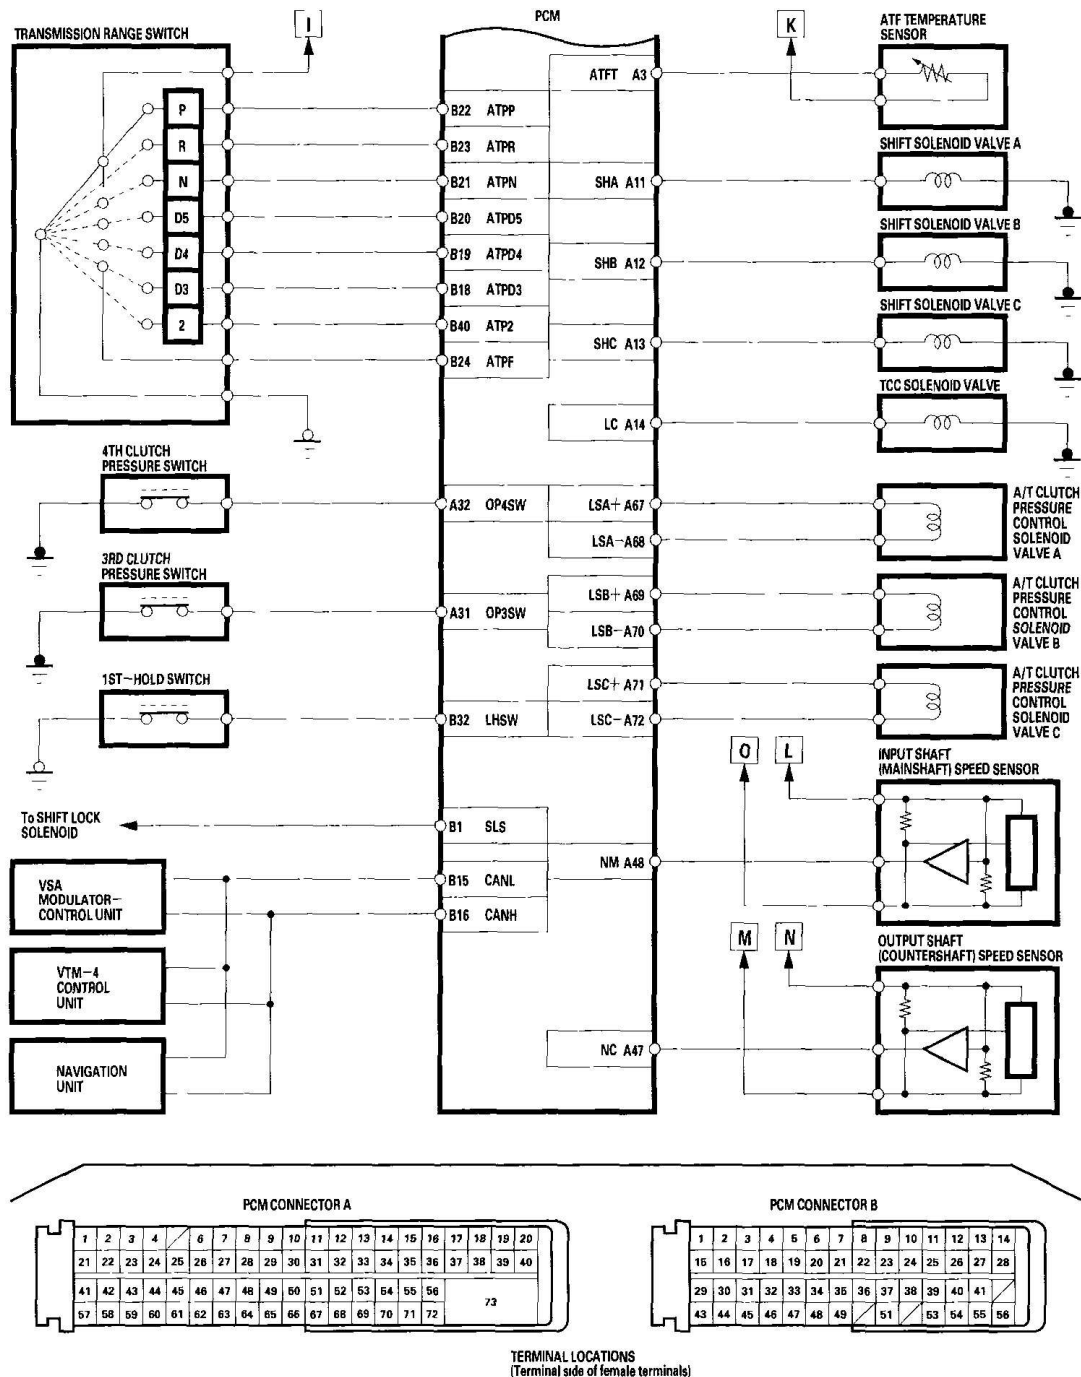 PCM
TRANSMISSION RANGE SWITCH
I
K
ATF TEMPERATURE
SENSOR
ATFT A3
P
B22 ATPP
R
B23 ATPR
SHIFT SOLENOID VALVE A
N
B21 ATPN
SHA A11
D5
B20 ATPD5
SHIFT SOLENOID VALVE B
D4
B19 ATPD4
SHB A12
D3
B18 ATPD3
SHIFT SOLENOID VALVE C
2
B40 ATP2
SHC A13
B24 ATPF
TCC SOLENOID VALVE
LC A14
4TH CLUTCH
PRESSURE SWITCH
A32 OP4SW
LSA+ A67
LSA- A68
A/T CLUTCH
PRESSURE
CONTROL
SOLENOID
VALVE A
3RD CLUTCH
PRESSURE SWITCH
A31 OP3SW
LSB+ A69
LSB- A70
A/T CLUTCH
PRESSURE
CONTROL
SOLENOID
VALVE B
1ST-HOLD SWITCH
B32 LHSW
LSC+ A71
LSC- A72
A/T CLUTCH
PRESSURE
CONTROL
SOLENOID
VALVE C
O
L
INPUT SHAFT
(MAINSHAFT) SPEED SENSOR
To SHIFT LOCK
SOLENOID
B1 SLS
NM A48
VSA
MODULATOR-
CONTROL UNIT
B15 CANL
B16 CANH
M
N
OUTPUT SHAFT
(COUNTERSHAFT) SPEED SENSOR
VTM-4
CONTROL
UNIT
NC A47
NAVIGATION
UNIT
PCM CONNECTOR A
1 2 3 4 6 7 8 9 10 11 12 13 14 15 16 17 18 19 20
21 22 23 24 25 26 27 28 29 30 31 32 33 34 35 36 37 38 39 40
41 42 43 44 45 46 47 48 49 50 51 52 53 54 55 56
73
57 58 59 60 61 62 63 64 65 66 67 68 69 70 71 72
PCM CONNECTOR B
1 2 3 4 5 6 7 8 9 10 11 12 13 14
15 16 17 18 19 20 21 22 23 24 25 26 27 28
29 30 31 32 33 34 35 36 37 38 39 40 41
43 44 45 46 47 48 49 51 53 54 55 56
TERMINAL LOCATIONS
(Terminal side of female terminals)